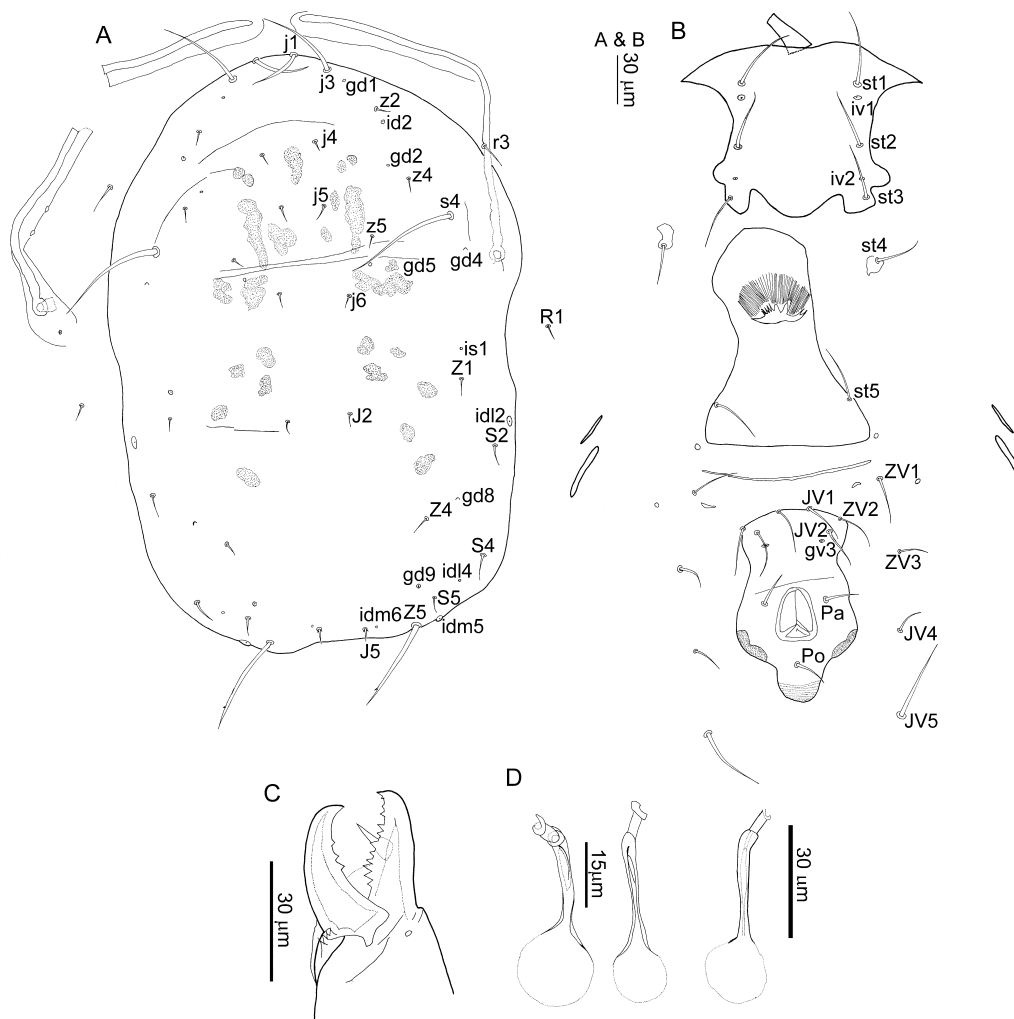 A
j1
j3
gd1
z2
id2
r3
j4
gd2
z4
j5
s4
z5
gd4
gd5
j6
R1
is1
Z1
J2
idl2
S2
gd8
Z4
S4
gd9
idl4
S5
idm6
Z5
idm5
J5
A & B
30 µm
B
st1
iv1
st2
iv2
st3
st4
st5
ZV1
JV1
ZV2
JV2
gv3
ZV3
Pa
JV4
Po
JV5
C
30 µm
D
15µm
30 µm